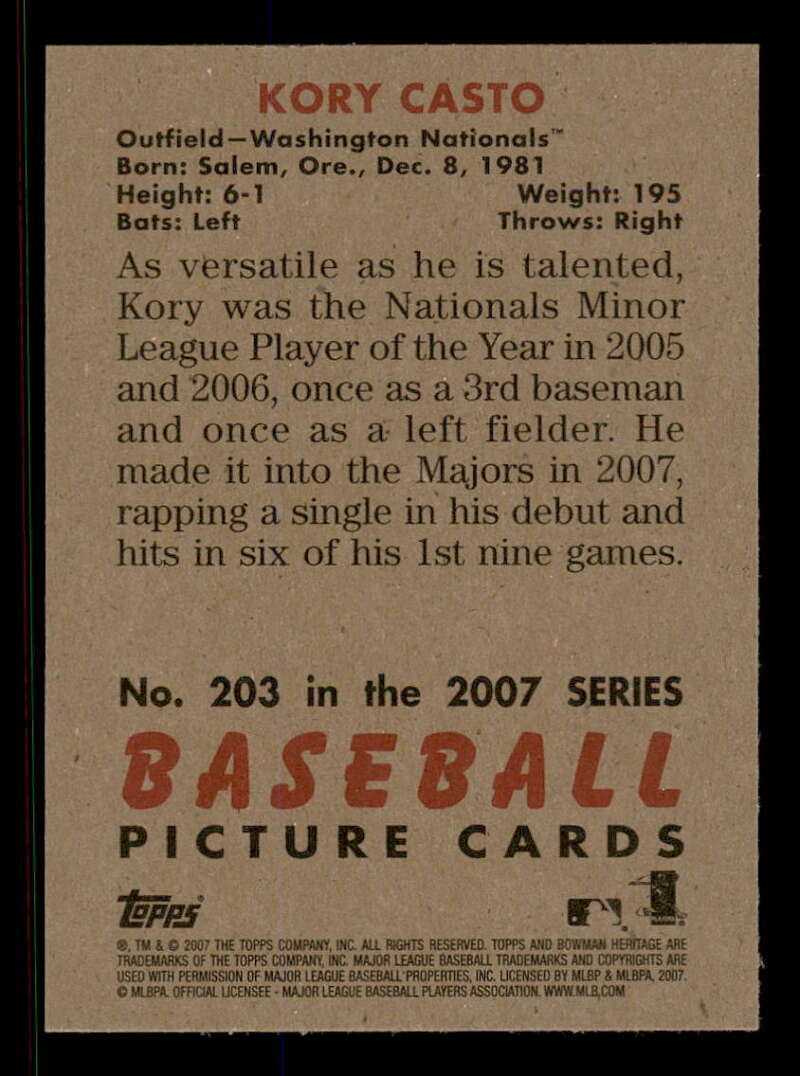 KORY CASTO
Outfield—Washington Nationals™
Born: Salem, Ore., Dec. 8, 1981
Height: 6-1 Weight: 195
Bats: Left Throws: Right
As versatile as he is talented,
Kory was the Nationals Minor
League Player of the Year in 2005
and 2006, once as a 3rd baseman
and once as a left fielder. He
made it into the Majors in 2007,
rapping a single in his debut and
hits in six of his 1st nine games.
No. 203 in the 2007 SERIES
BASEBALL
PICTURE CARDS
topps
®, TM & © 2007 THE TOPPS COMPANY, INC. ALL RIGHTS RESERVED. TOPPS AND BOWMAN HERITAGE ARE
TRADEMARKS OF THE TOPPS COMPANY, INC. MAJOR LEAGUE BASEBALL TRADEMARKS AND COPYRIGHTS ARE
USED WITH PERMISSION OF MAJOR LEAGUE BASEBALL PROPERTIES, INC. LICENSED BY MLBP & MLBPA, 2007.
© MLBPA. OFFICIAL LICENSEE - MAJOR LEAGUE BASEBALL PLAYERS ASSOCIATION. WWW.MLB.COM